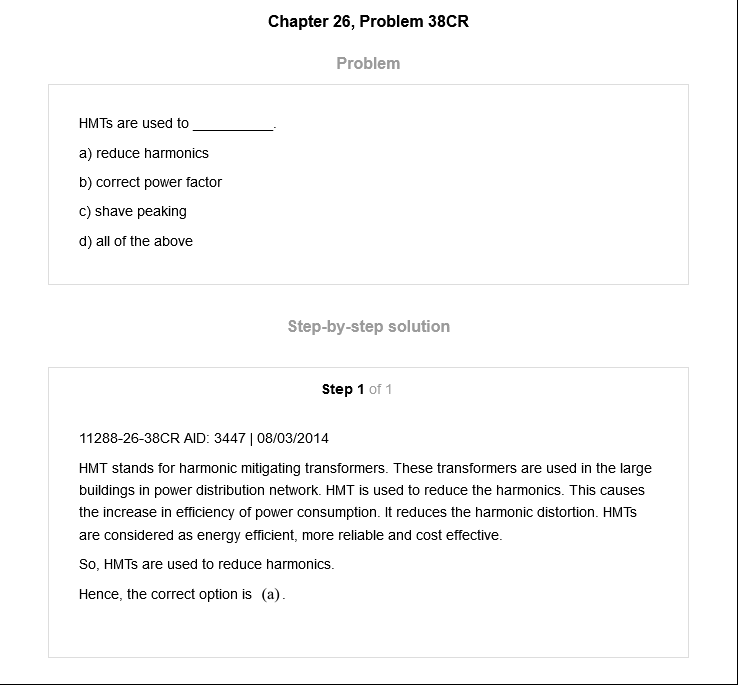 Chapter 26, Problem 38CR
Problem
HMTs are used to __________.
a) reduce harmonics
b) correct power factor
c) shave peaking
d) all of the above
Step-by-step solution
Step 1 of 1
11288-26-38CR AID: 3447 | 08/03/2014
HMT stands for harmonic mitigating transformers. These transformers are used in the large
buildings in power distribution network. HMT is used to reduce the harmonics. This causes
the increase in efficiency of power consumption. It reduces the harmonic distortion. HMTs
are considered as energy efficient, more reliable and cost effective.
So, HMTs are used to reduce harmonics.
Hence, the correct option is (a).